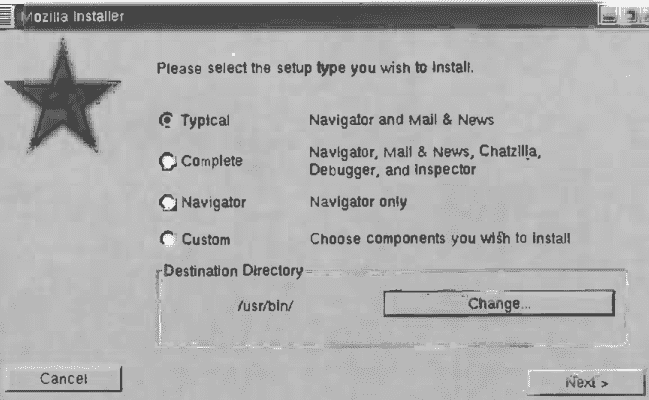 Mozilla Installer
Please select the setup type you wish to install.
Typical Navigator and Mail & News
Complete Navigator, Mail & News, Chatzilla,
Debugger, and Inspector
Navigator Navigator only
Custom Choose components you wish to install
Destination Directory
/usr/bin/ Change...
Cancel Next >